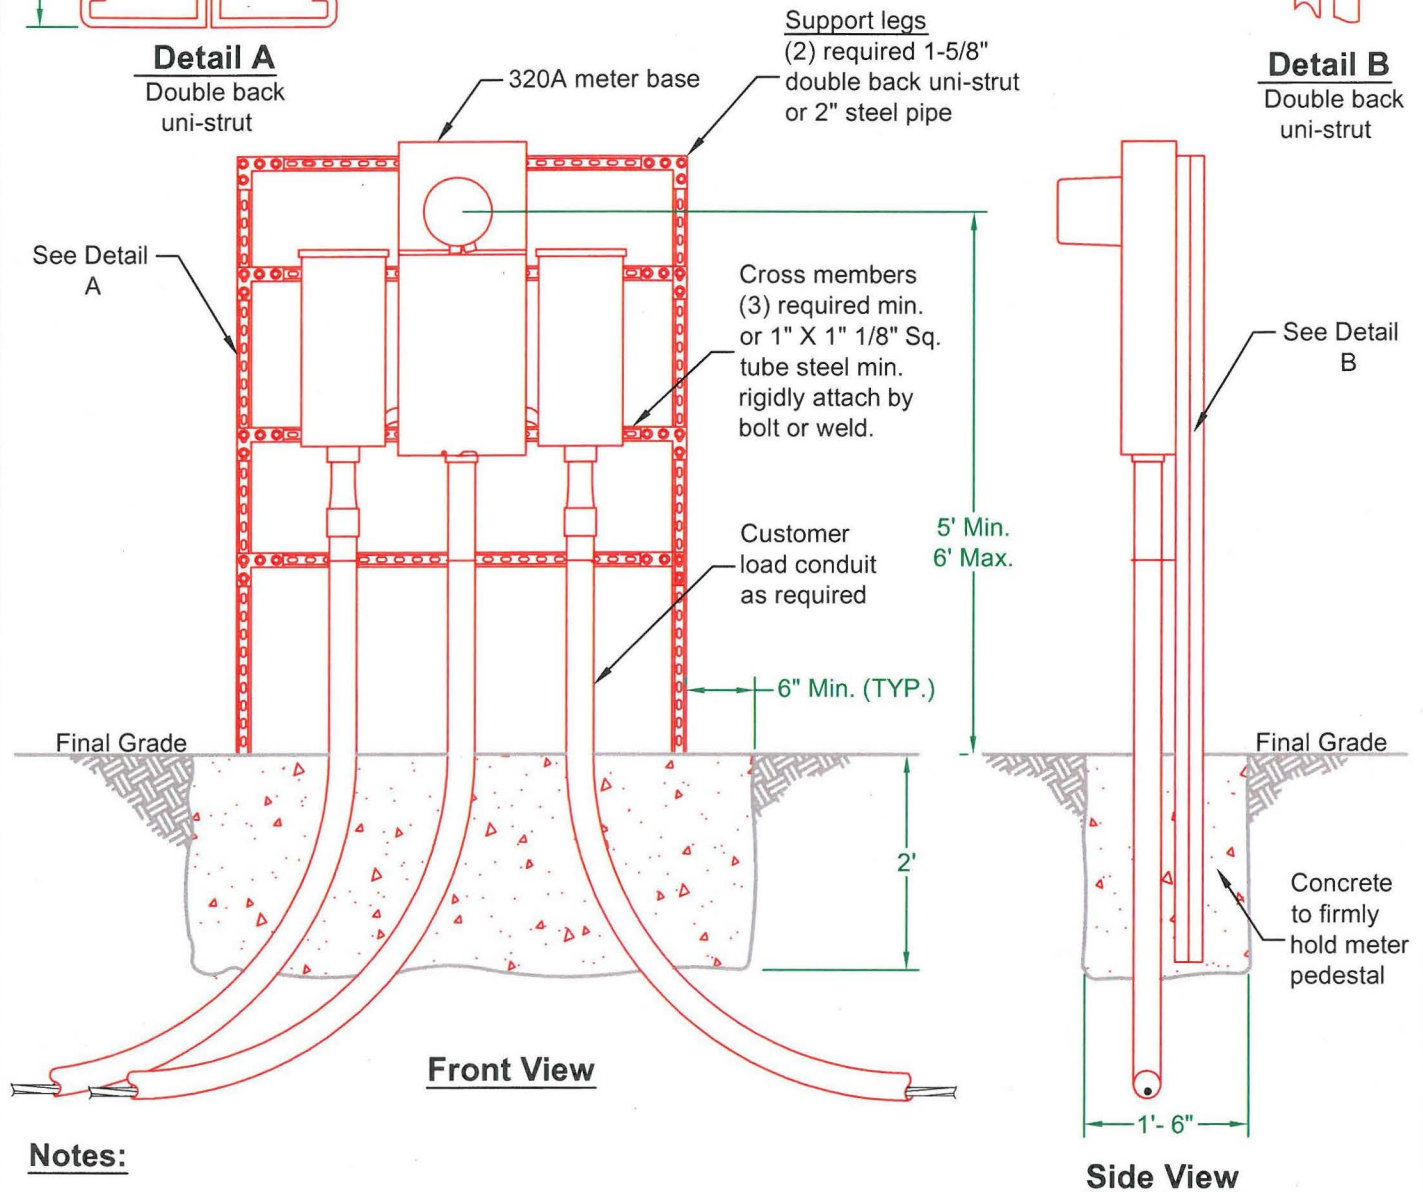 Detail A
Double back
uni-strut
320A meter base
Support legs
(2) required 1-5/8"
double back uni-strut
or 2" steel pipe
Detail B
Double back
uni-strut
See Detail
A
Cross members
(3) required min.
or 1" X 1" 1/8" Sq.
tube steel min.
rigidly attach by
bolt or weld.
See Detail
B
Customer
load conduit
as required
5' Min.
6' Max.
6" Min. (TYP.)
Final Grade
Final Grade
2'
Concrete
to firmly
hold meter
pedestal
Front View
1'- 6"
Notes:
Side View